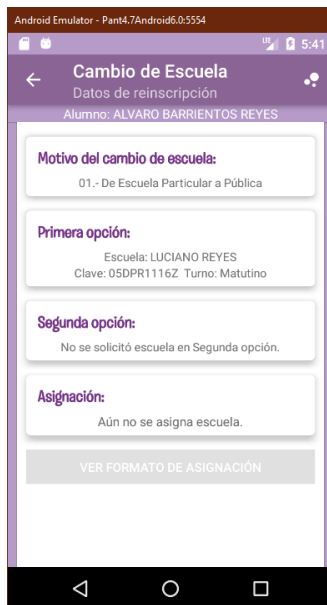 Android Emulator - Pant4.7Android6.0:5554
LTE 5:41
Cambio de Escuela
Datos de reinscripción
Alumno: ALVARO BARRIENTOS REYES
Motivo del cambio de escuela:
01.- De Escuela Particular a Pública
Primera opción:
Escuela: LUCIANO REYES
Clave: 05DPR1116Z Turno: Matutino
Segunda opción:
No se solicitó escuela en Segunda opción.
Asignación:
Aún no se asigna escuela.
VER FORMATO DE ASIGNACIÓN